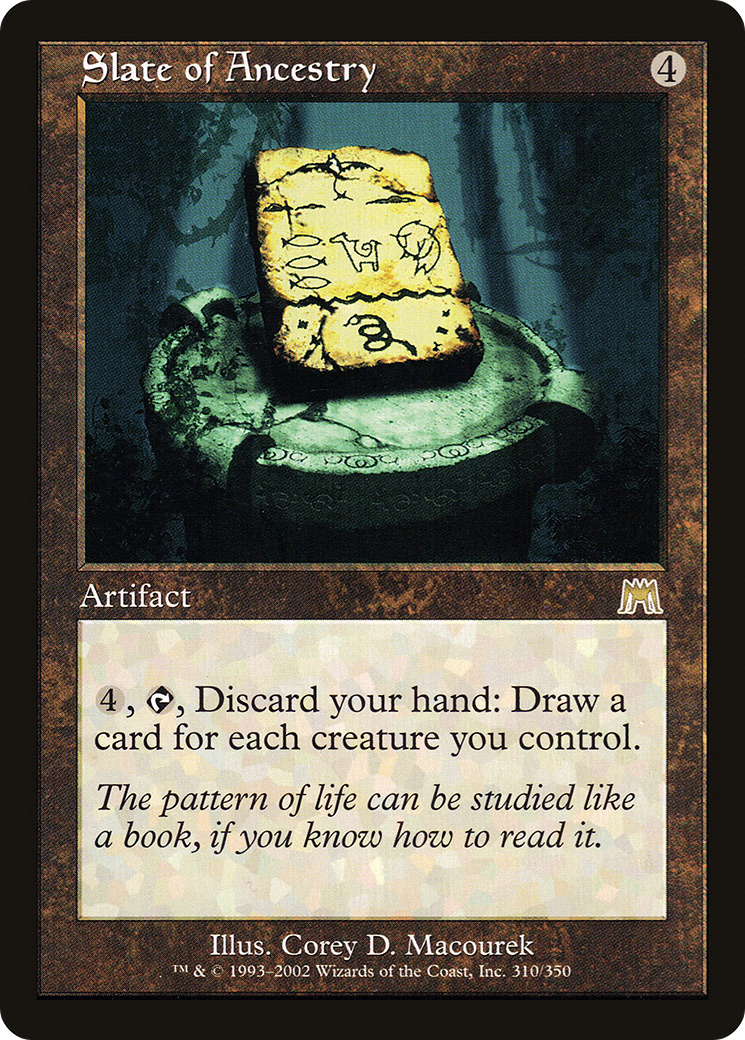 Slate of Ancestry 4
Artifact
4, , Discard your hand: Draw a
card for each creature you control.
The pattern of life can be studied like
a book, if you know how to read it.
Illus. Corey D. Macourek
™ & © 1993–2002 Wizards of the Coast, Inc. 310/350